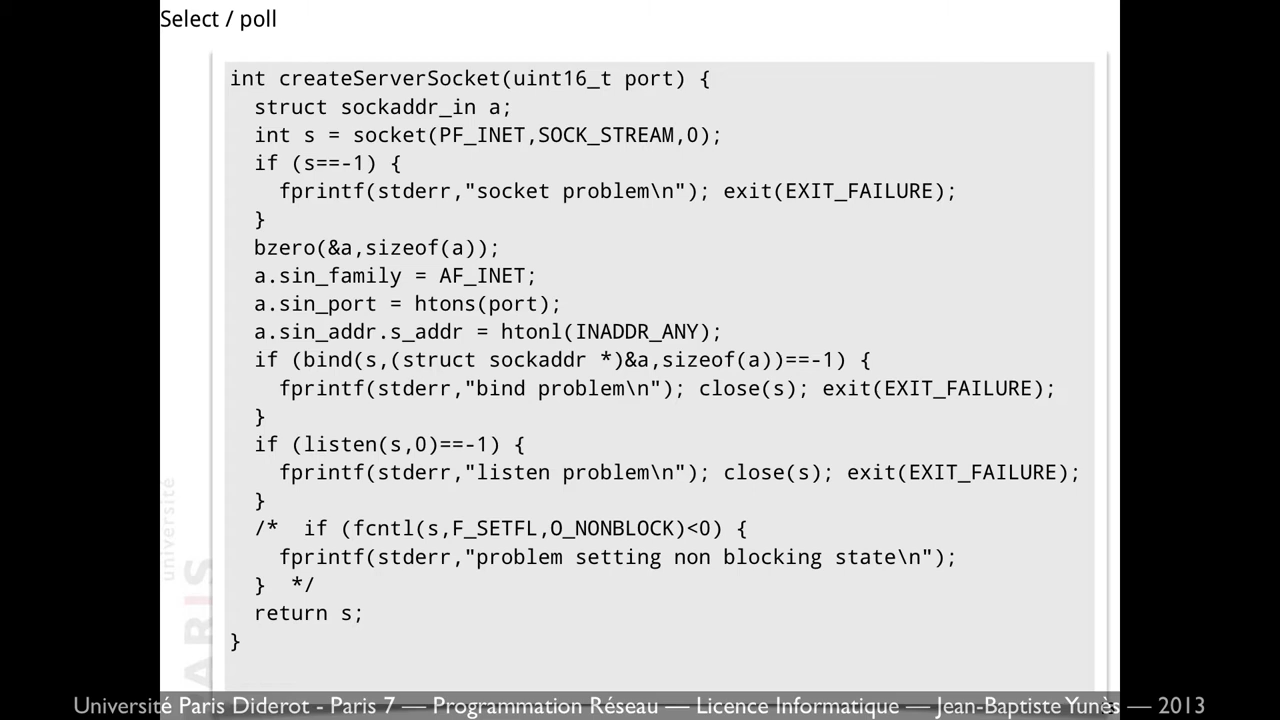 Select / poll
int createServerSocket(uint16_t port) {
  struct sockaddr_in a;
  int s = socket(PF_INET,SOCK_STREAM,0);
  if (s==-1) {
    fprintf(stderr,"socket problem\n"); exit(EXIT_FAILURE);
  }
  bzero(&a,sizeof(a));
  a.sin_family = AF_INET;
  a.sin_port = htons(port);
  a.sin_addr.s_addr = htonl(INADDR_ANY);
  if (bind(s,(struct sockaddr *)&a,sizeof(a))==-1) {
    fprintf(stderr,"bind problem\n"); close(s); exit(EXIT_FAILURE);
  }
  if (listen(s,0)==-1) {
    fprintf(stderr,"listen problem\n"); close(s); exit(EXIT_FAILURE);
  }
  /*  if (fcntl(s,F_SETFL,O_NONBLOCK)<0) {
    fprintf(stderr,"problem setting non blocking state\n");
  }  */
  return s;
}
université
Université Paris Diderot - Paris 7 — Programmation Réseau — Licence Informatique — Jean-Baptiste Yunès — 2013